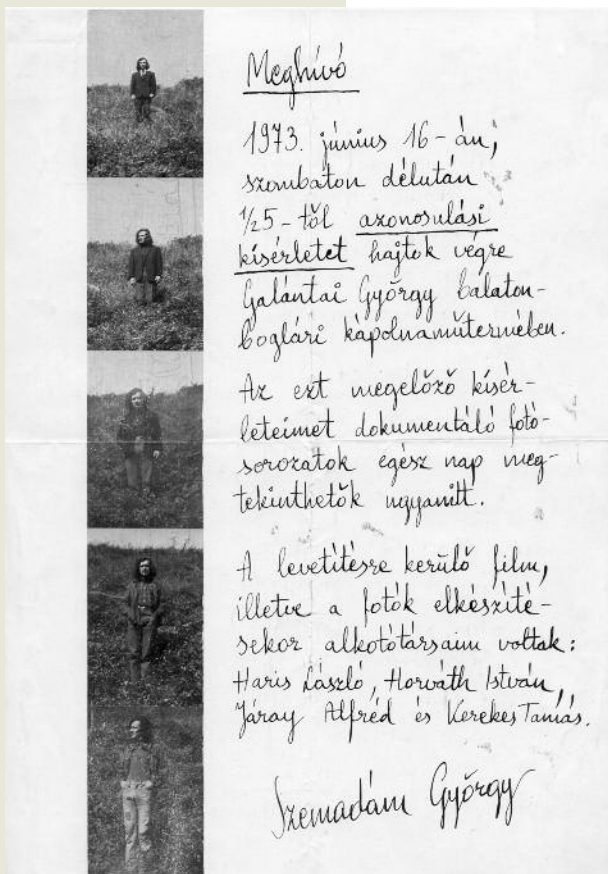 Meghívó
1973. június 16-án,
szombaton délután
1/2 5-től azonosulási
kísérletet hajtok végre
Galántai György balaton-
boglári kápolnaműtermében.
Az ezt megelőző kísér-
leteimet dokumentáló fotó-
sorozatok egész nap meg-
tekinthetők ugyanitt.
A levetítésre kerülő film,
illetve a fotók elkészíté-
sekor alkotótársaim voltak:
Haris László, Horváth István,
Járay Alfréd és Kerekes Tamás.
Szemadám György